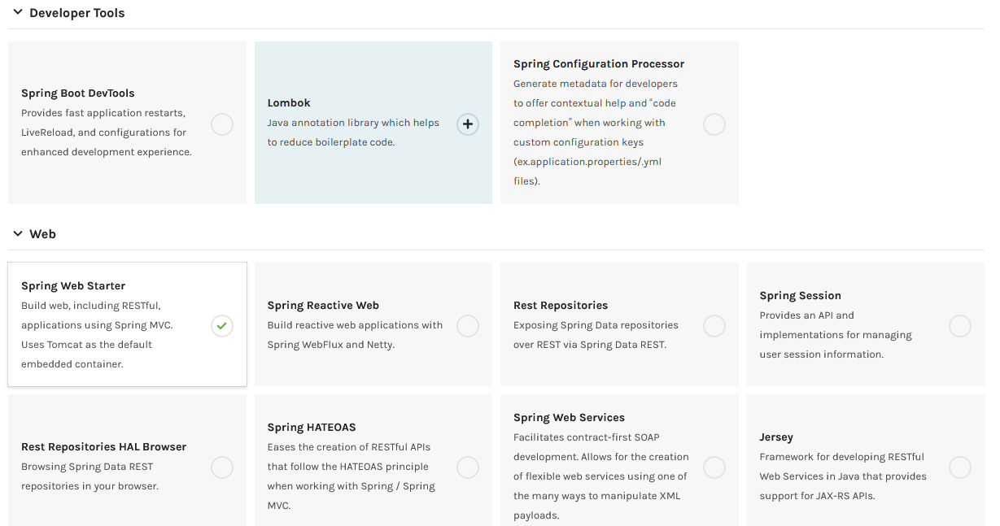 Developer Tools
Spring Boot DevTools
Provides fast application restarts,
LiveReload, and configurations for
enhanced development experience.
Lombok
Java annotation library which helps
to reduce boilerplate code.
Spring Configuration Processor
Generate metadata for developers
to offer contextual help and “code
completion” when working with
custom configuration keys
(ex.application.properties/.yml
files).
Web
Spring Web Starter
Build web, including RESTful,
applications using Spring MVC.
Uses Tomcat as the default
embedded container.
Spring Reactive Web
Build reactive web applications with
Spring WebFlux and Netty.
Rest Repositories
Exposing Spring Data repositories
over REST via Spring Data REST.
Spring Session
Provides an API and
implementations for managing
user session information.
Rest Repositories HAL Browser
Browsing Spring Data REST
repositories in your browser.
Spring HATEOAS
Eases the creation of RESTful APIs
that follow the HATEOAS principle
when working with Spring / Spring
MVC.
Spring Web Services
Facilitates contract-first SOAP
development. Allows for the creation
of flexible web services using one of
the many ways to manipulate XML
payloads.
Jersey
Framework for developing RESTful
Web Services in Java that provides
support for JAX-RS APIs.